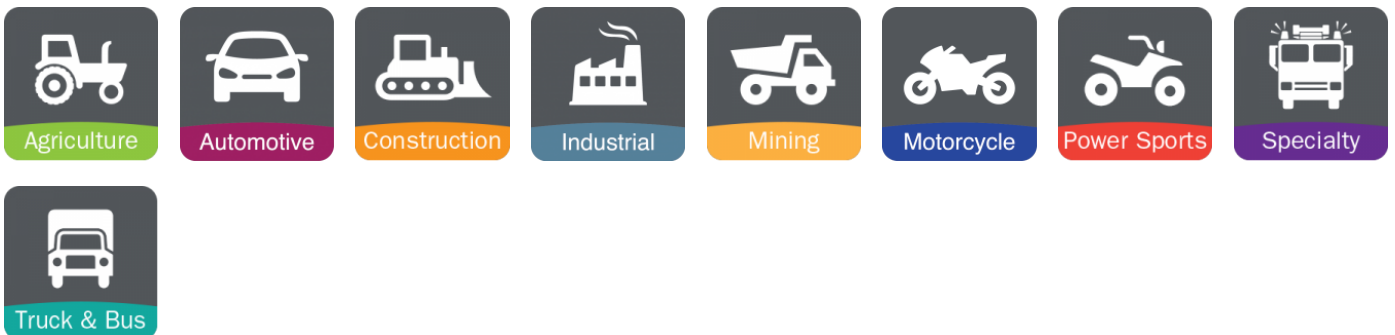 Agriculture
Automotive
Construction
Industrial
Mining
Motorcycle
Power Sports
Specialty
Truck & Bus